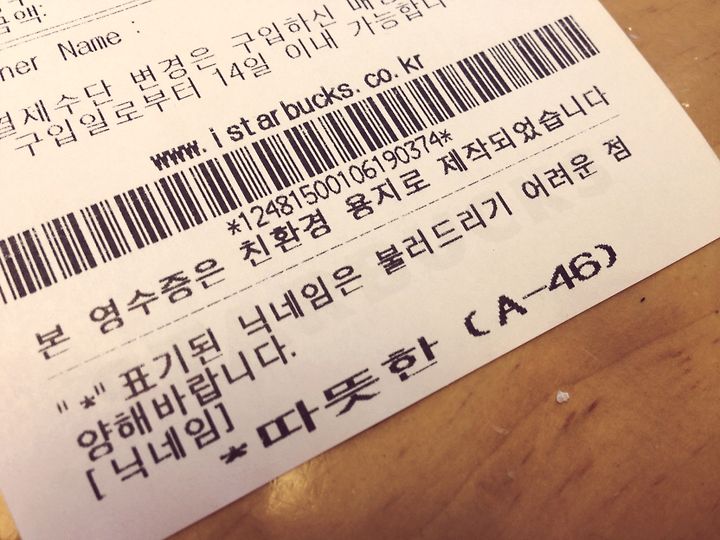 금액:
ner Name :
결제수단 변경은 구입하신 매
구입일로부터 14일 이내 가능합니
www.istarbucks.co.kr
*12481500106190374*
본 영수증은 친환경 용지로 제작되었습니다
"*" 표기된 닉네임은 불러드리기 어려운 점
양해바랍니다.
[닉네임]
*따뜻한 (A-46)